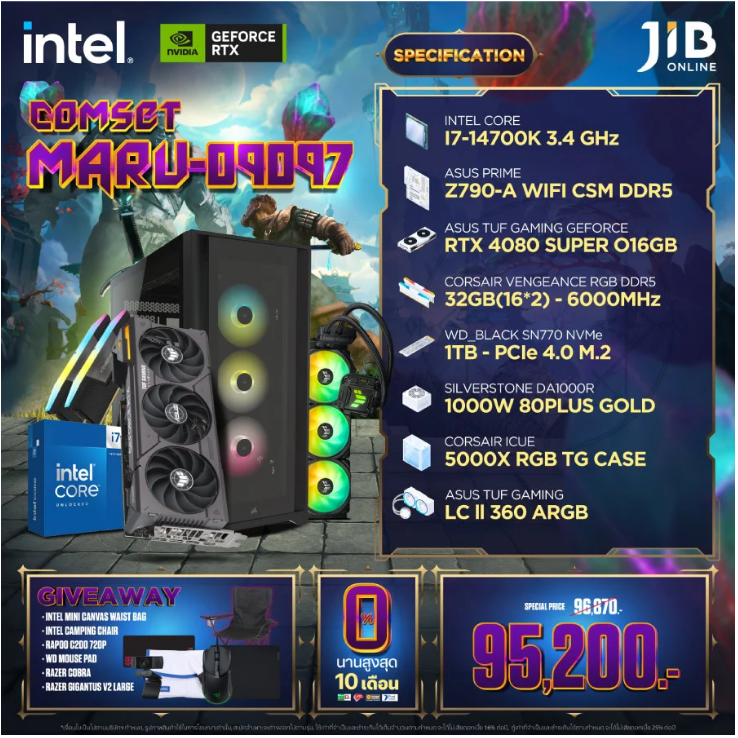 intel.
NVIDIA
GEFORCE
RTX
SPECIFICATION
JIB
ONLINE
COMSET
MARU-09097
INTEL CORE
I7-14700K 3.4 GHz
ASUS PRIME
Z790-A WIFI CSM DDR5
ASUS TUF GAMING GEFORCE
RTX 4080 SUPER O16GB
CORSAIR VENGEANCE RGB DDR5
32GB(16*2) - 6000MHz
WD_BLACK SN770 NVMe
1TB - PCIe 4.0 M.2
SILVERSTONE DA1000R
1000W 80PLUS GOLD
CORSAIR ICUE
5000X RGB TG CASE
ASUS TUF GAMING
LC II 360 ARGB
i7
intel
CORE
UNLOCKED
GIVEAWAY
• INTEL MINI CANVAS WAIST BAG
• INTEL CAMPING CHAIR
• RAPOO C200 720P
• WD MOUSE PAD
• RAZER COBRA
• RAZER GIGANTUS V2 LARGE
0%
นานสูงสุด
10 เดือน
SPECIAL PRICE 96,870.-
95,200.-